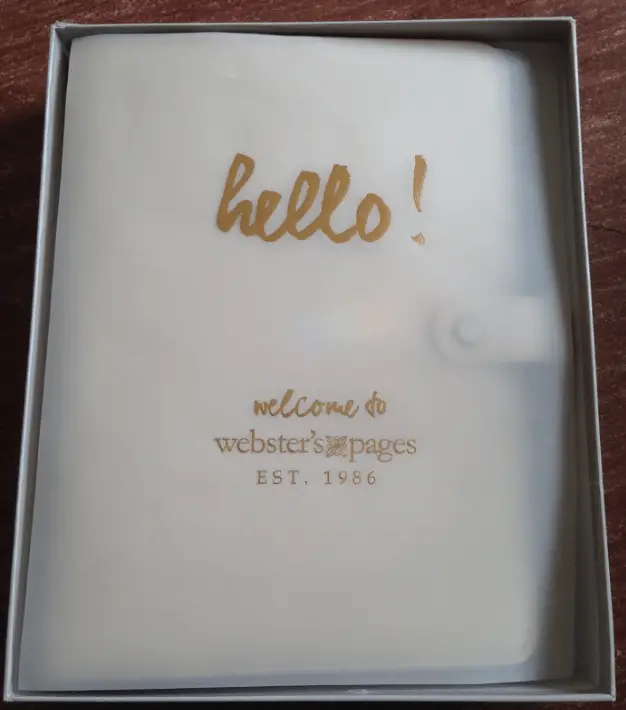 hello!
welcome to
webster's pages
EST. 1986